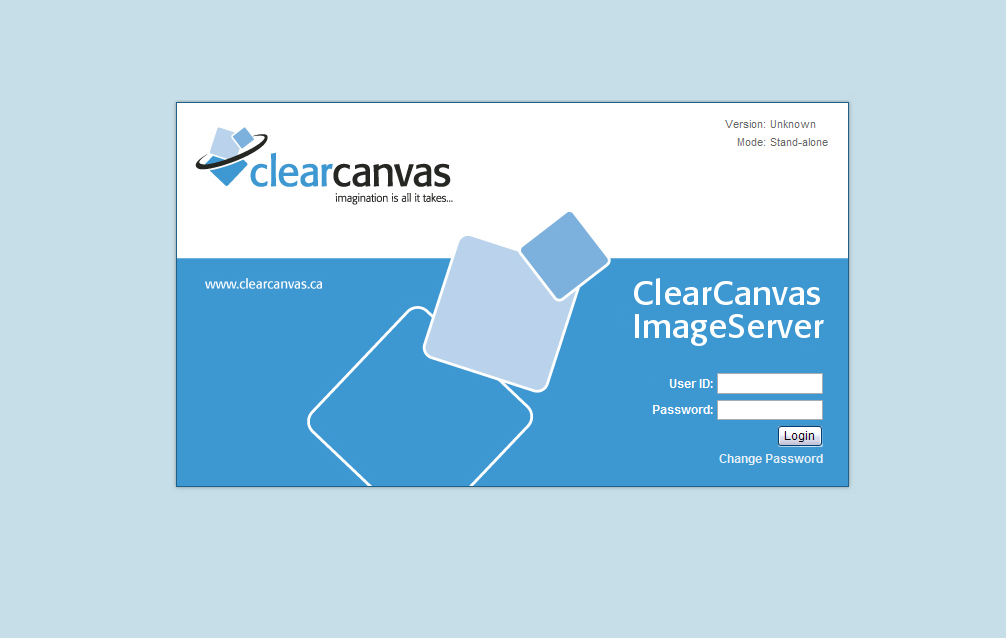 Version: Unknown
Mode: Stand-alone
clearcanvas
imagination is all it takes...
www.clearcanvas.ca
ClearCanvas
ImageServer
User ID:
Password:
Login
Change Password